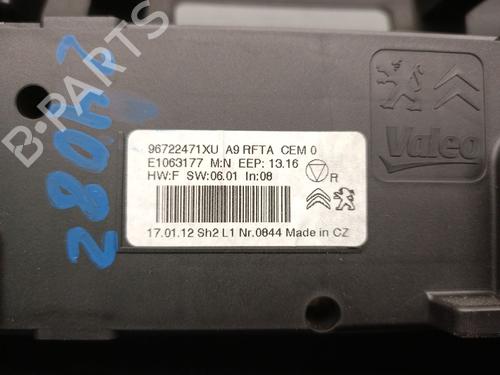 B-PARTS
Valeo
96722471XU A9 RFTA CEM 0
E1063177 M:N EEP: 13.16
HW:F SW:06.01 In:08
R
17.01.12 Sh2 L1 Nr.0844 Made in CZ